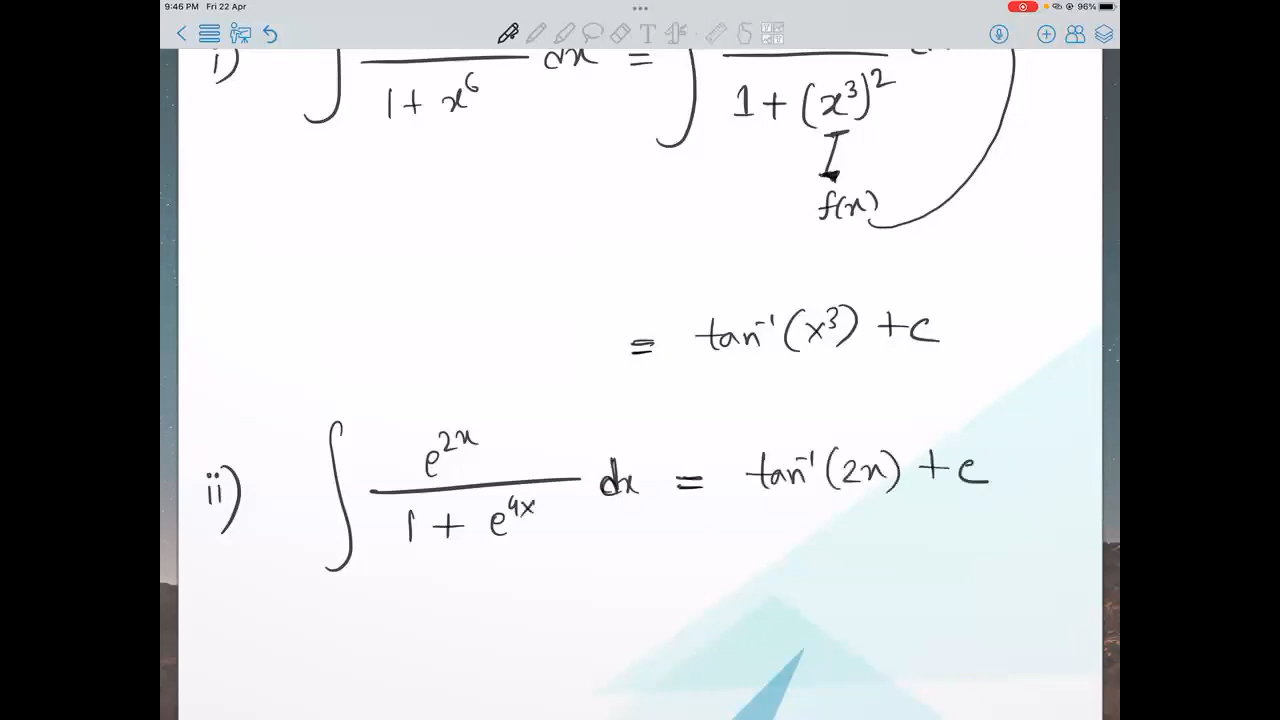 9:46 PM Fri 22 Apr 96%
i) ∫ ──── dx = ∫ ────
1 + x⁶ 1 + (x³)²
f(x)
= tan⁻¹(x³) + c
ii) ∫ e²ˣ / (1 + e⁴ˣ) dx = tan⁻¹(2x) + c